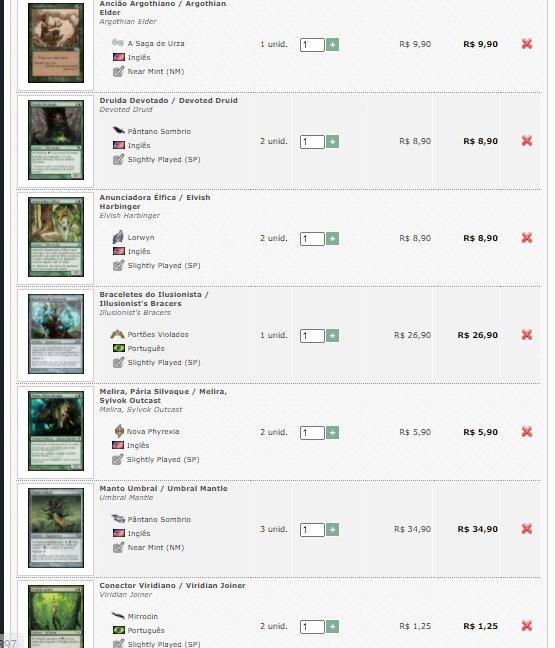 Ancião Argothiano / Argothian
Elder
Argothian Elder
A Saga de Urza
Inglês
Near Mint (NM)
1 unid.
1
+
R$ 9,90
R$ 9,90
Druida Devotado / Devoted Druid
Devoted Druid
Pântano Sombrio
Inglês
Slightly Played (SP)
2 unid.
1
+
R$ 8,90
R$ 8,90
Anunciadora Élfica / Elvish
Harbinger
Elvish Harbinger
Lorwyn
Inglês
Slightly Played (SP)
2 unid.
1
+
R$ 8,90
R$ 8,90
Braceletes do Ilusionista /
Illusionist's Bracers
Illusionist's Bracers
Portões Violados
Português
Slightly Played (SP)
1 unid.
1
+
R$ 26,90
R$ 26,90
Melira, Pária Silvoque / Melira,
Sylvok Outcast
Melira, Sylvok Outcast
Nova Phyrexia
Inglês
Slightly Played (SP)
2 unid.
1
+
R$ 5,90
R$ 5,90
Manto Umbral / Umbral Mantle
Umbral Mantle
Pântano Sombrio
Inglês
Near Mint (NM)
3 unid.
1
+
R$ 34,90
R$ 34,90
Conector Viridiano / Viridian Joiner
Viridian Joiner
Mirrodin
Português
Slightly Played (SP)
2 unid.
1
+
R$ 1,25
R$ 1,25
397